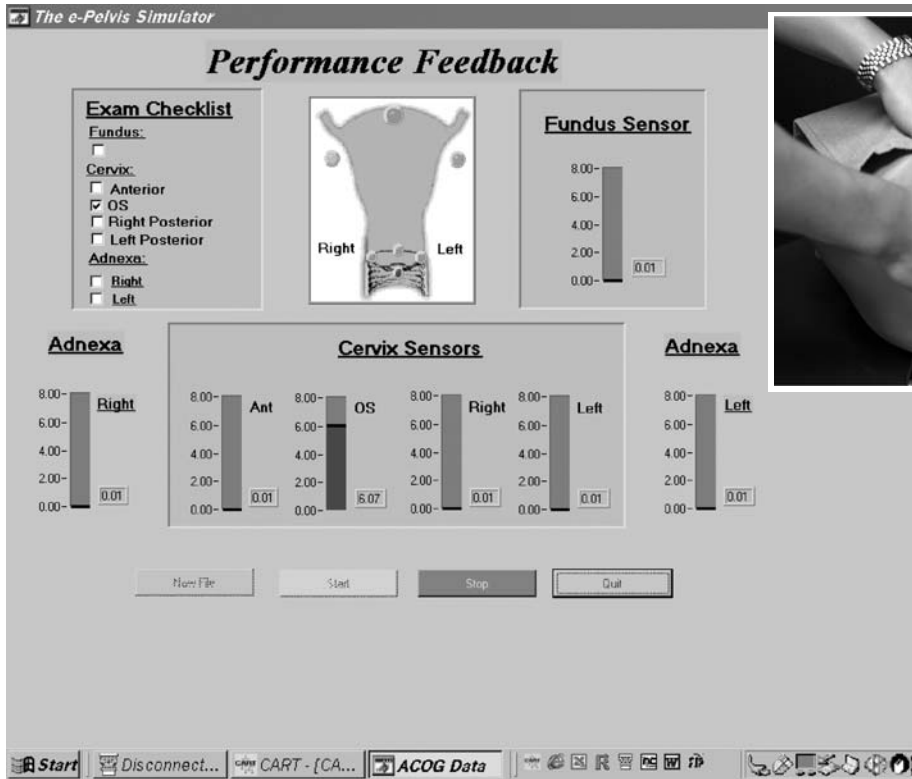 The e-Pelvis Simulator
Performance Feedback
Exam Checklist
Fundus:
Cervix:
Anterior
OS
Right Posterior
Left Posterior
Adnexa:
Right
Left
Right
Left
Fundus Sensor
8.00-
6.00-
4.00-
2.00-
0.00-
0.01
Adnexa
Right
8.00-
6.00-
4.00-
2.00-
0.00-
0.01
Cervix Sensors
8.00-
6.00-
4.00-
2.00-
0.00-
Ant
0.01
8.00-
6.00-
4.00-
2.00-
0.00-
OS
6.07
8.00-
6.00-
4.00-
2.00-
0.00-
Right
0.01
8.00-
6.00-
4.00-
2.00-
0.00-
Left
0.01
Adnexa
Left
8.00-
6.00-
4.00-
2.00-
0.00-
0.01
New File
Start
Stop
Quit
Start
Disconnect...
CART - [CA...
ACOG Data